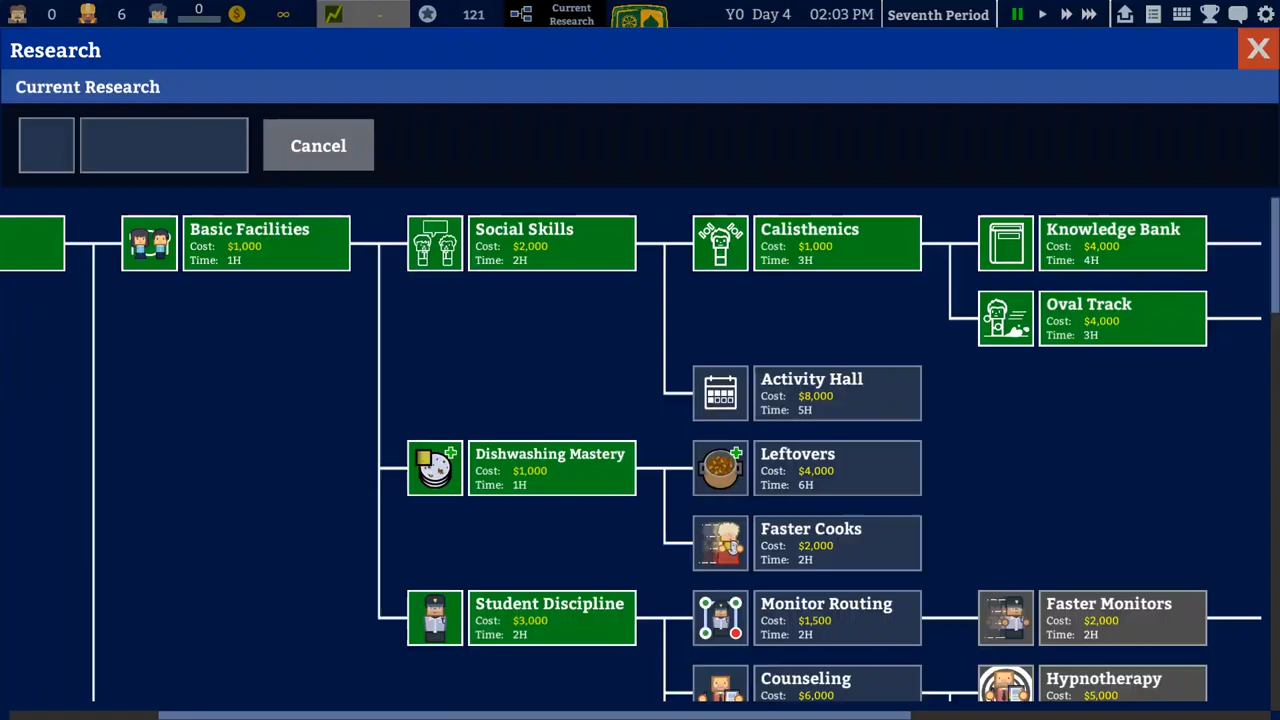 0 6 0 ∞ - 121 Current Research Y0 Day 4 02:03 PM Seventh Period
Research X
Current Research
Cancel
Basic Facilities
Cost: $1,000
Time: 1H
Social Skills
Cost: $2,000
Time: 2H
Calisthenics
Cost: $1,000
Time: 3H
Knowledge Bank
Cost: $4,000
Time: 4H
Oval Track
Cost: $4,000
Time: 3H
Activity Hall
Cost: $8,000
Time: 5H
Dishwashing Mastery
Cost: $1,000
Time: 1H
Leftovers
Cost: $4,000
Time: 6H
Faster Cooks
Cost: $2,000
Time: 2H
Student Discipline
Cost: $3,000
Time: 2H
Monitor Routing
Cost: $1,500
Time: 2H
Faster Monitors
Cost: $2,000
Time: 2H
Counseling
Cost: $6,000
Hypnotherapy
Cost: $5,000